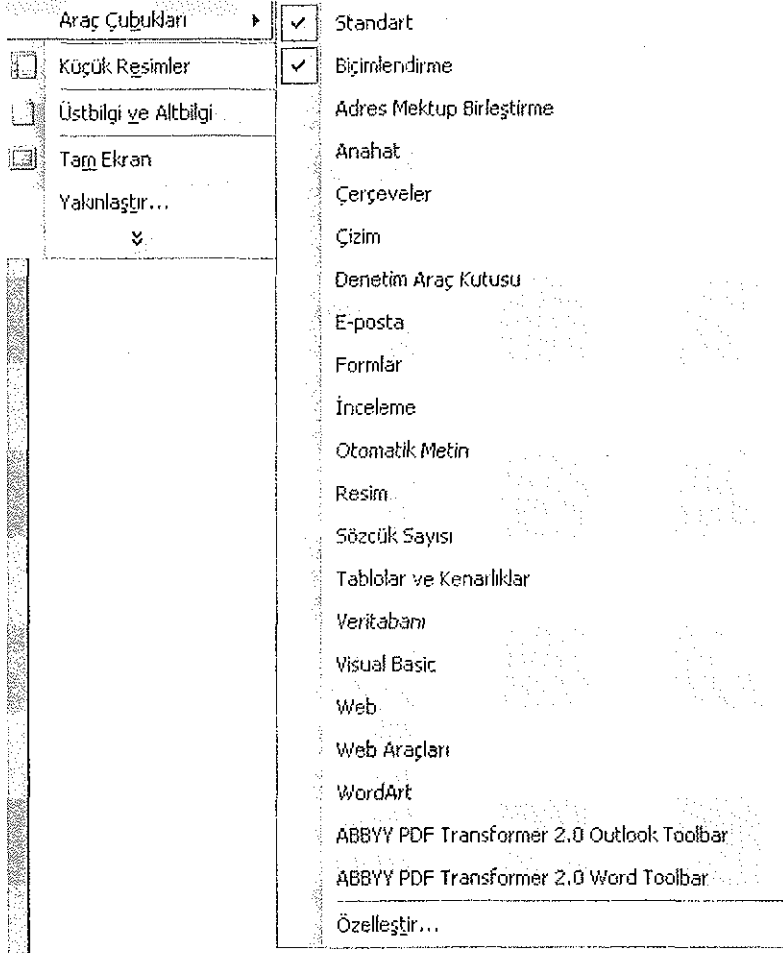 Araç Çubukları
Küçük Resimler
Üstbilgi ve Altbilgi
Tam Ekran
Yakınlaştır...
Standart
Biçimlendirme
Adres Mektup Birleştirme
Anahat
Çerçeveler
Çizim
Denetim Araç Kutusu
E-posta
Formlar
İnceleme
Otomatik Metin
Resim
Sözcük Sayısı
Tablolar ve Kenarlıklar
Veritabanı
Visual Basic
Web
Web Araçları
WordArt
ABBYY PDF Transformer 2.0 Outlook Toolbar
ABBYY PDF Transformer 2.0 Word Toolbar
Özelleştir...